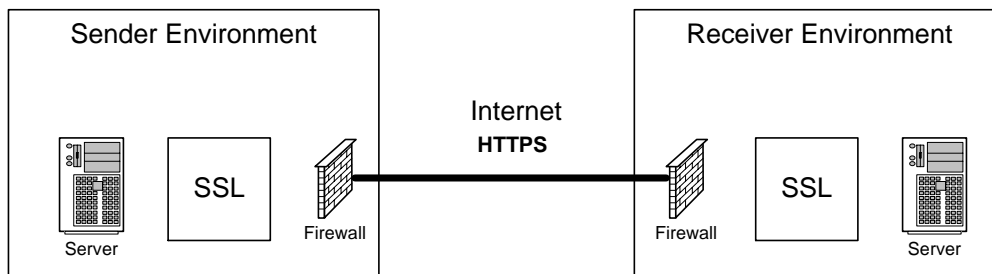 Sender Environment
Receiver Environment
Internet
HTTPS
SSL
SSL
Server
Firewall
Firewall
Server